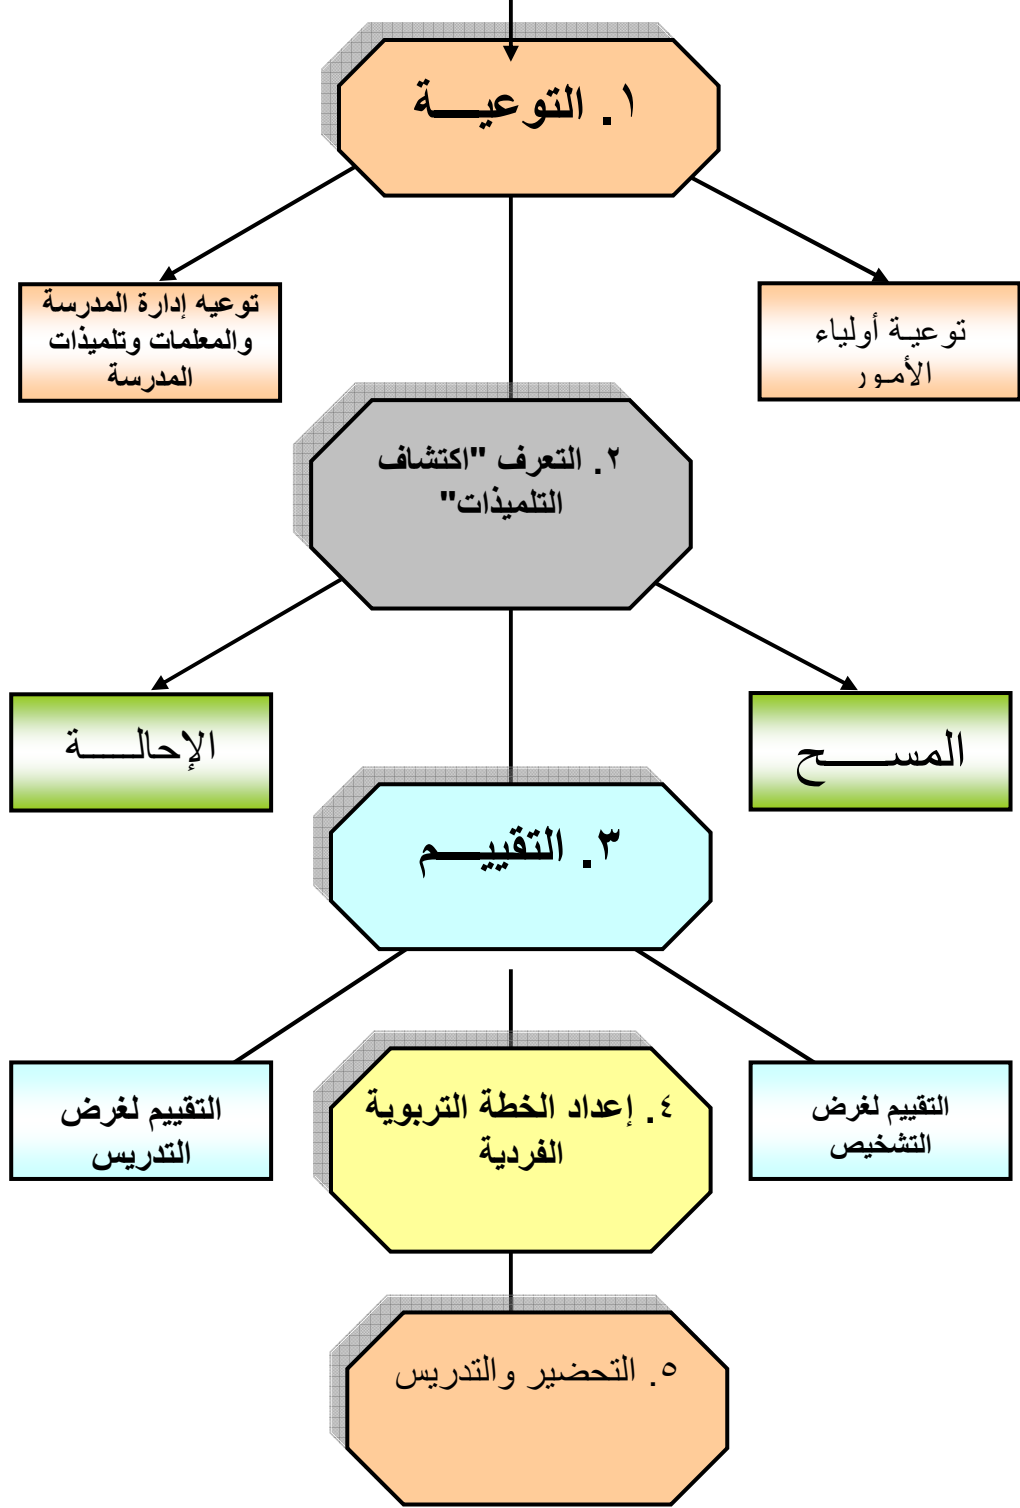 ١. التوعيـــة
توعيـة أولياء
الأمـور
توعيه إدارة المدرسة
والمعلمات وتلميذات
المدرسة
٢. التعرف "اكتشاف
التلميذات"
المســـح
الإحالـــــة
٣. التقييـــم
التقييم لغرض
التشخيص
التقييم لغرض
التدريس
٤. إعداد الخطة التربوية
الفردية
٥. التحضير والتدريس